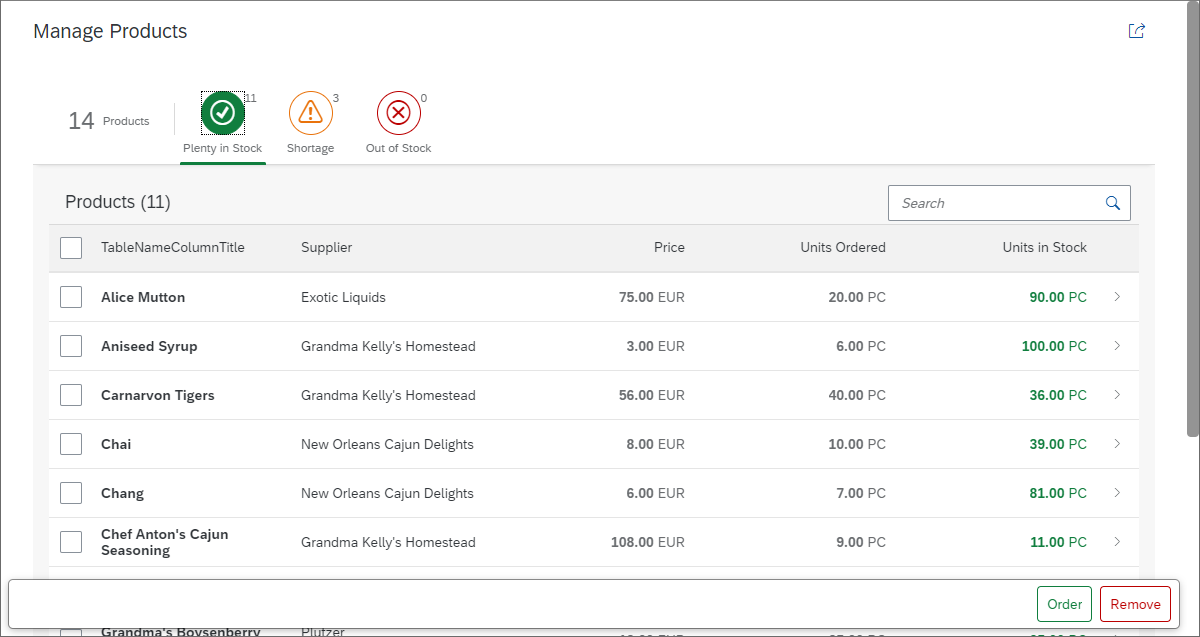 Manage Products
14 Products
11
Plenty in Stock
3
Shortage
0
Out of Stock
Products (11)
Search
TableNameColumnTitle Supplier Price Units Ordered Units in Stock
Alice Mutton Exotic Liquids 75.00 EUR 20.00 PC 90.00 PC
Aniseed Syrup Grandma Kelly's Homestead 3.00 EUR 6.00 PC 100.00 PC
Carnarvon Tigers Grandma Kelly's Homestead 56.00 EUR 40.00 PC 36.00 PC
Chai New Orleans Cajun Delights 8.00 EUR 10.00 PC 39.00 PC
Chang New Orleans Cajun Delights 6.00 EUR 7.00 PC 81.00 PC
Chef Anton's Cajun
Seasoning Grandma Kelly's Homestead 108.00 EUR 9.00 PC 11.00 PC
Order Remove
Grandma's Boysenberry Plutzer